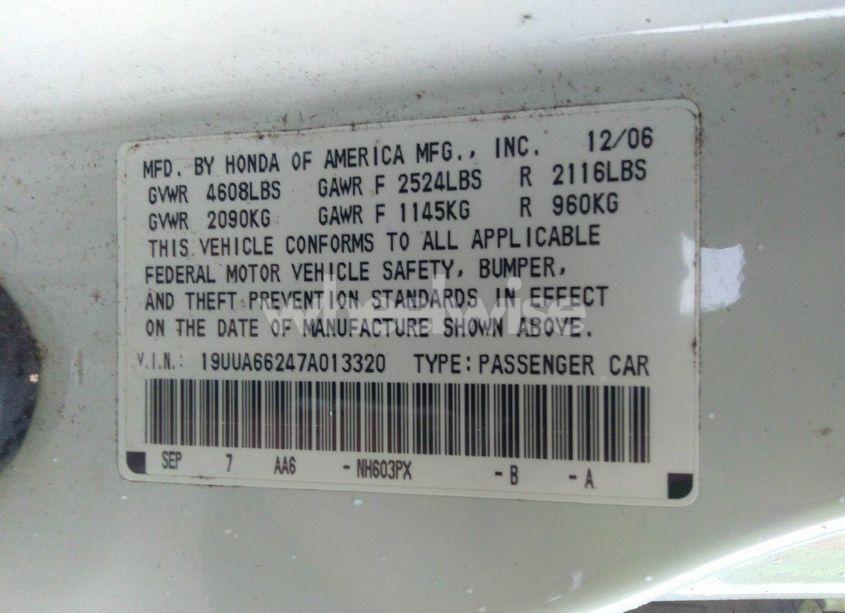 MFD. BY HONDA OF AMERICA MFG., INC. 12/06
GVWR 4608LBS GAWR F 2524LBS R 2116LBS
GVWR 2090KG GAWR F 1145KG R 960KG
THIS VEHICLE CONFORMS TO ALL APPLICABLE
FEDERAL MOTOR VEHICLE SAFETY, BUMPER,
AND THEFT PREVENTION STANDARDS IN EFFECT
wheelwise
ON THE DATE OF MANUFACTURE SHOWN ABOVE.
V.I.N.: 19UUA66247A013320 TYPE: PASSENGER CAR
SEP 7 AA6 -NH603PX -B -A